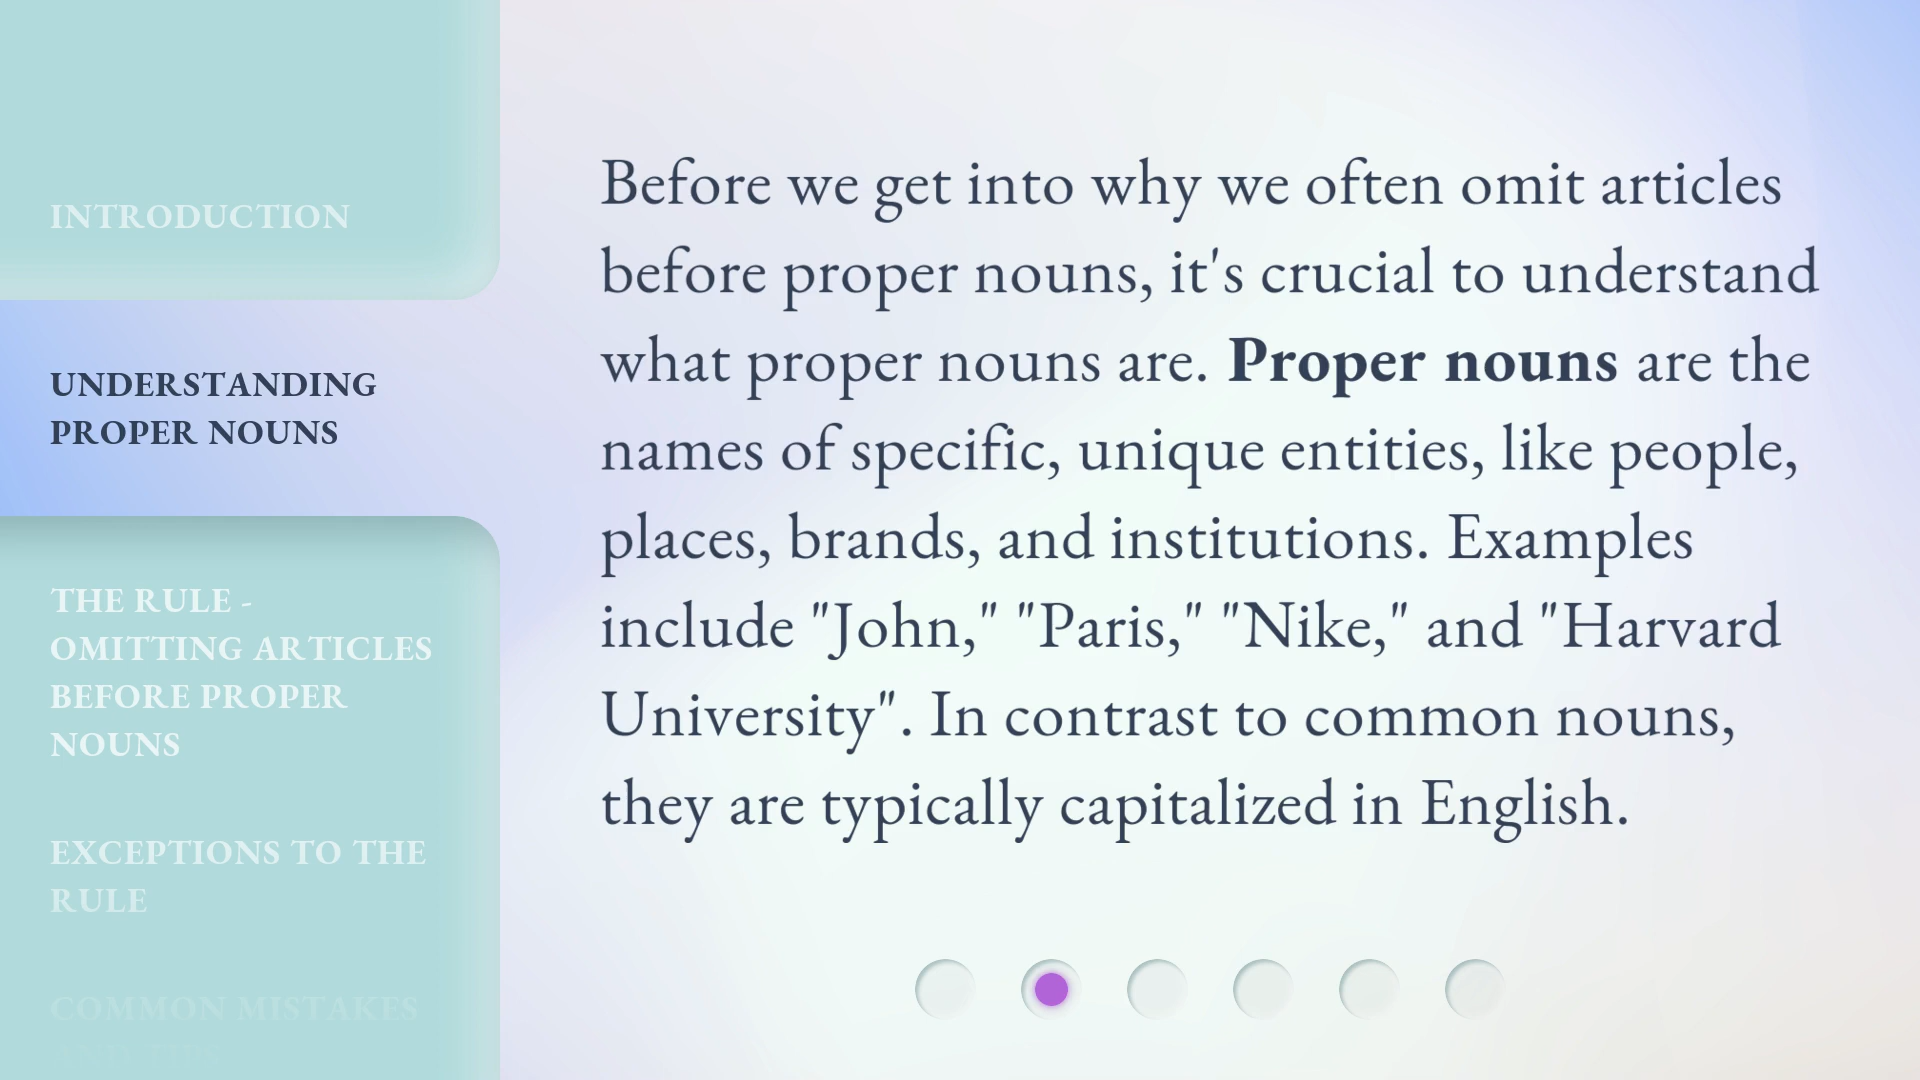 INTRODUCTION
UNDERSTANDING
PROPER NOUNS
THE RULE -
OMITTING ARTICLES
BEFORE PROPER
NOUNS
EXCEPTIONS TO THE
RULE
COMMON MISTAKES
AND TIPS
Before we get into why we often omit articles
before proper nouns, it's crucial to understand
what proper nouns are. Proper nouns are the
names of specific, unique entities, like people,
places, brands, and institutions. Examples
include "John," "Paris," "Nike," and "Harvard
University". In contrast to common nouns,
they are typically capitalized in English.